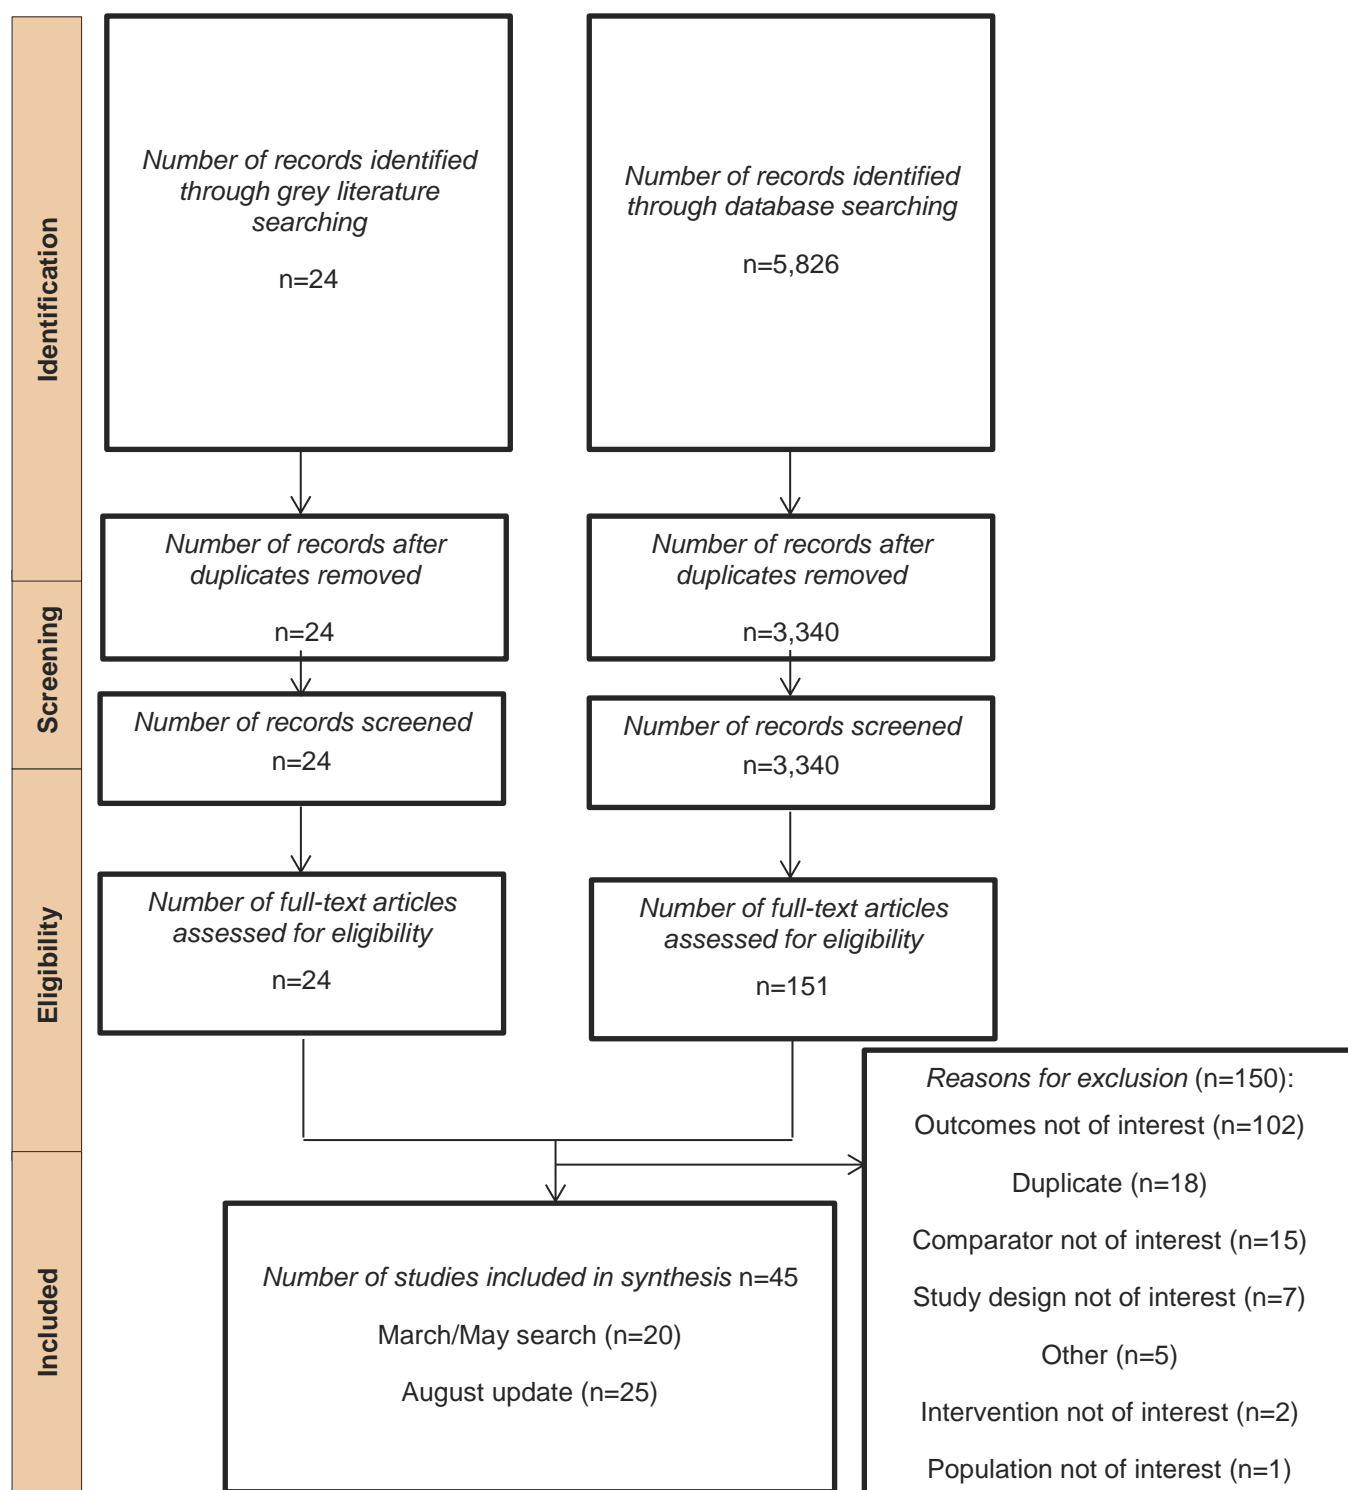 Identification
Number of records identified
through grey literature
searching
n=24
Number of records identified
through database searching
n=5,826
Number of records after
duplicates removed
n=24
Number of records after
duplicates removed
n=3,340
Screening
Number of records screened
n=24
Number of records screened
n=3,340
Eligibility
Number of full-text articles
assessed for eligibility
n=24
Number of full-text articles
assessed for eligibility
n=151
Reasons for exclusion (n=150):
Outcomes not of interest (n=102)
Duplicate (n=18)
Comparator not of interest (n=15)
Study design not of interest (n=7)
Other (n=5)
Intervention not of interest (n=2)
Population not of interest (n=1)
Included
Number of studies included in synthesis n=45
March/May search (n=20)
August update (n=25)